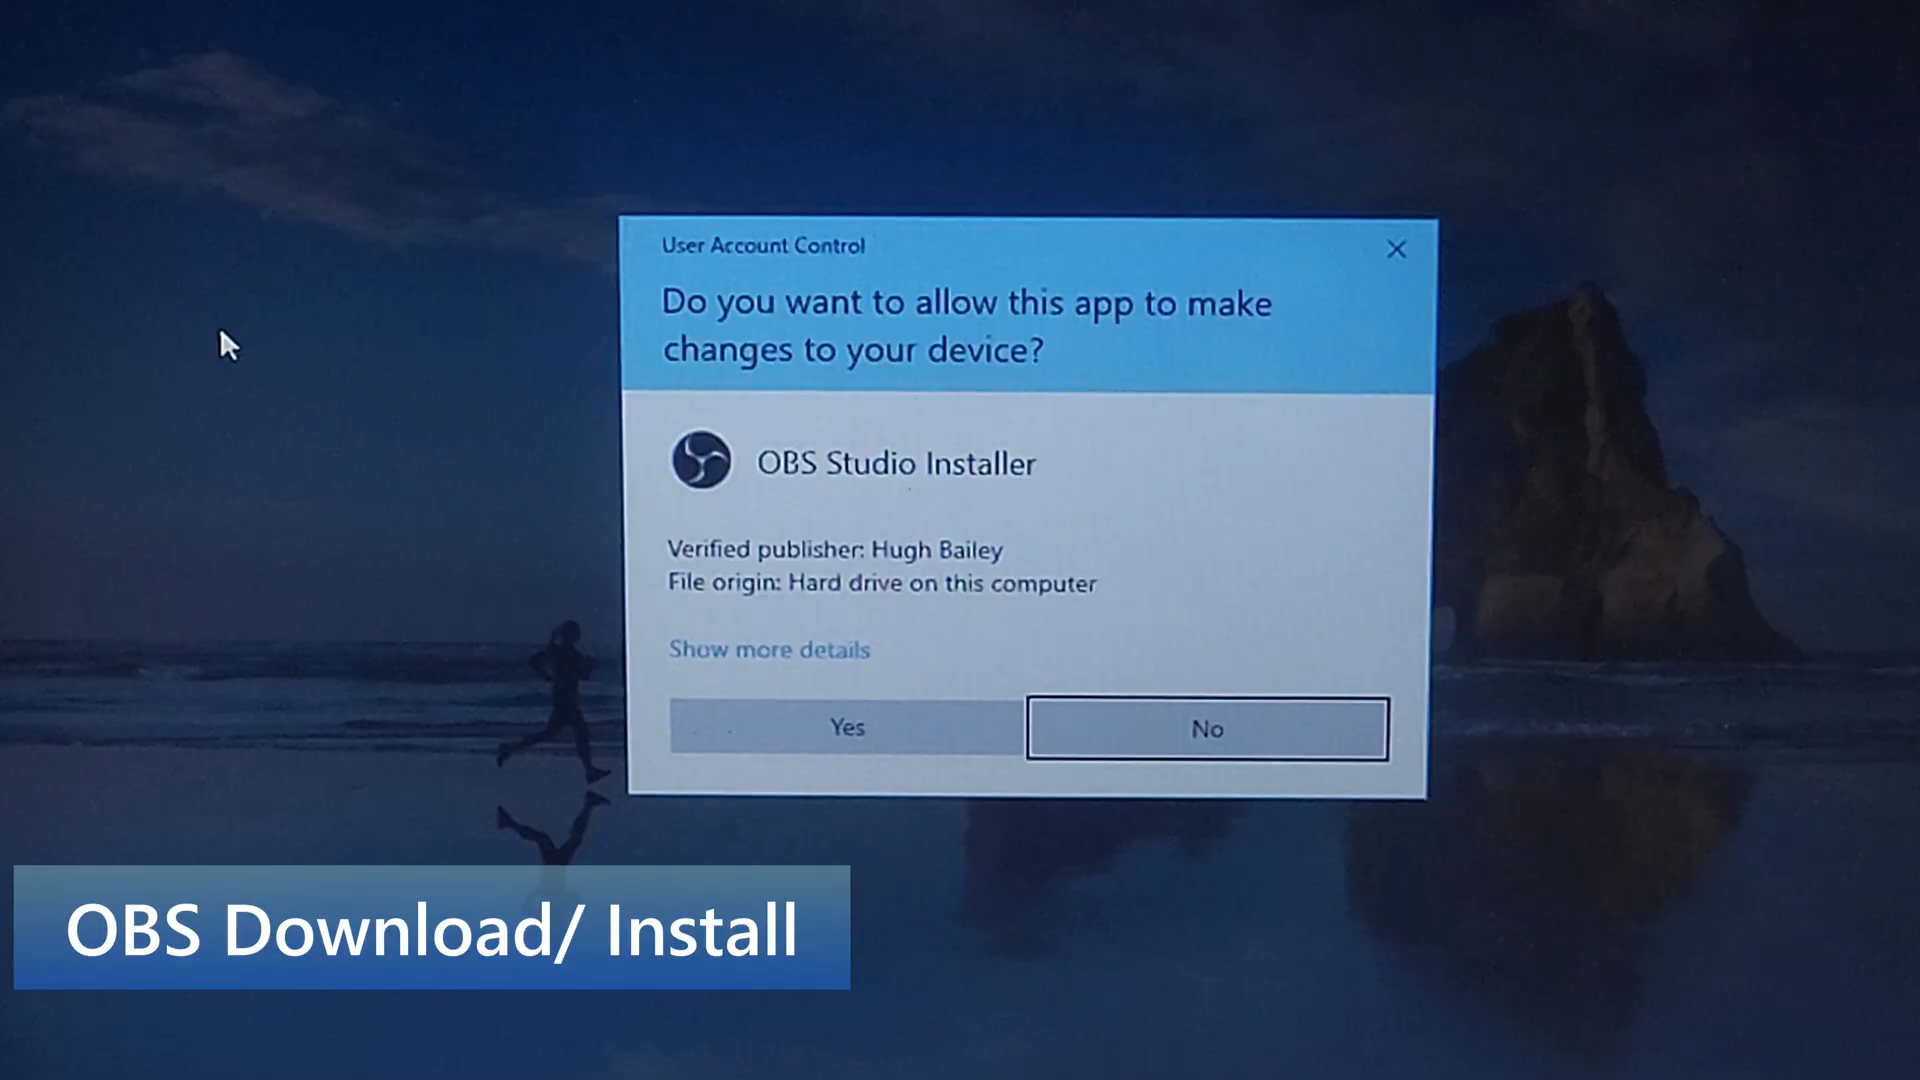 User Account Control
Do you want to allow this app to make
changes to your device?
OBS Studio Installer
Verified publisher: Hugh Bailey
File origin: Hard drive on this computer
Show more details
Yes
No
OBS Download/ Install